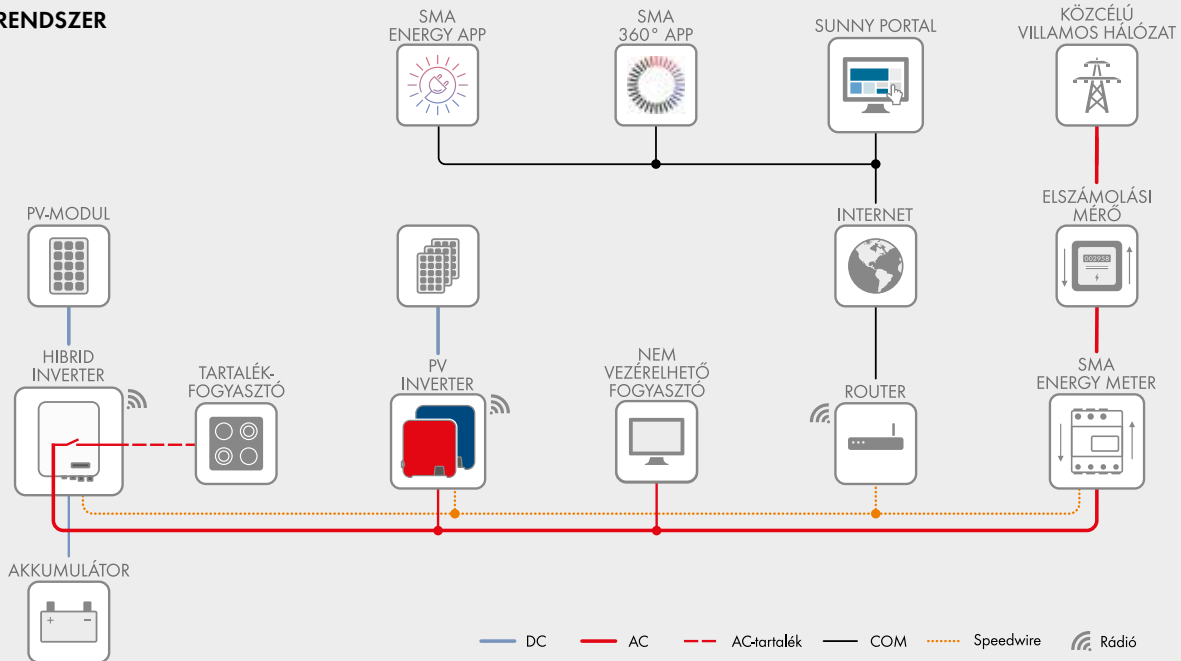 RENDSZER
SMA
ENERGY APP
SMA
360° APP
SUNNY PORTAL
KÖZCÉLÚ
VILLAMOS HÁLÓZAT
PV-MODUL
INTERNET
ELSZÁMOLÁSI
MÉRŐ
002958
HIBRID
INVERTER
TARTALÉK-
FOGYASZTÓ
PV
INVERTER
NEM
VEZÉRELHETŐ
FOGYASZTÓ
ROUTER
SMA
ENERGY METER
AKKUMULÁTOR
+ −
DC
AC
AC-tartalék
COM
Speedwire
Rádió